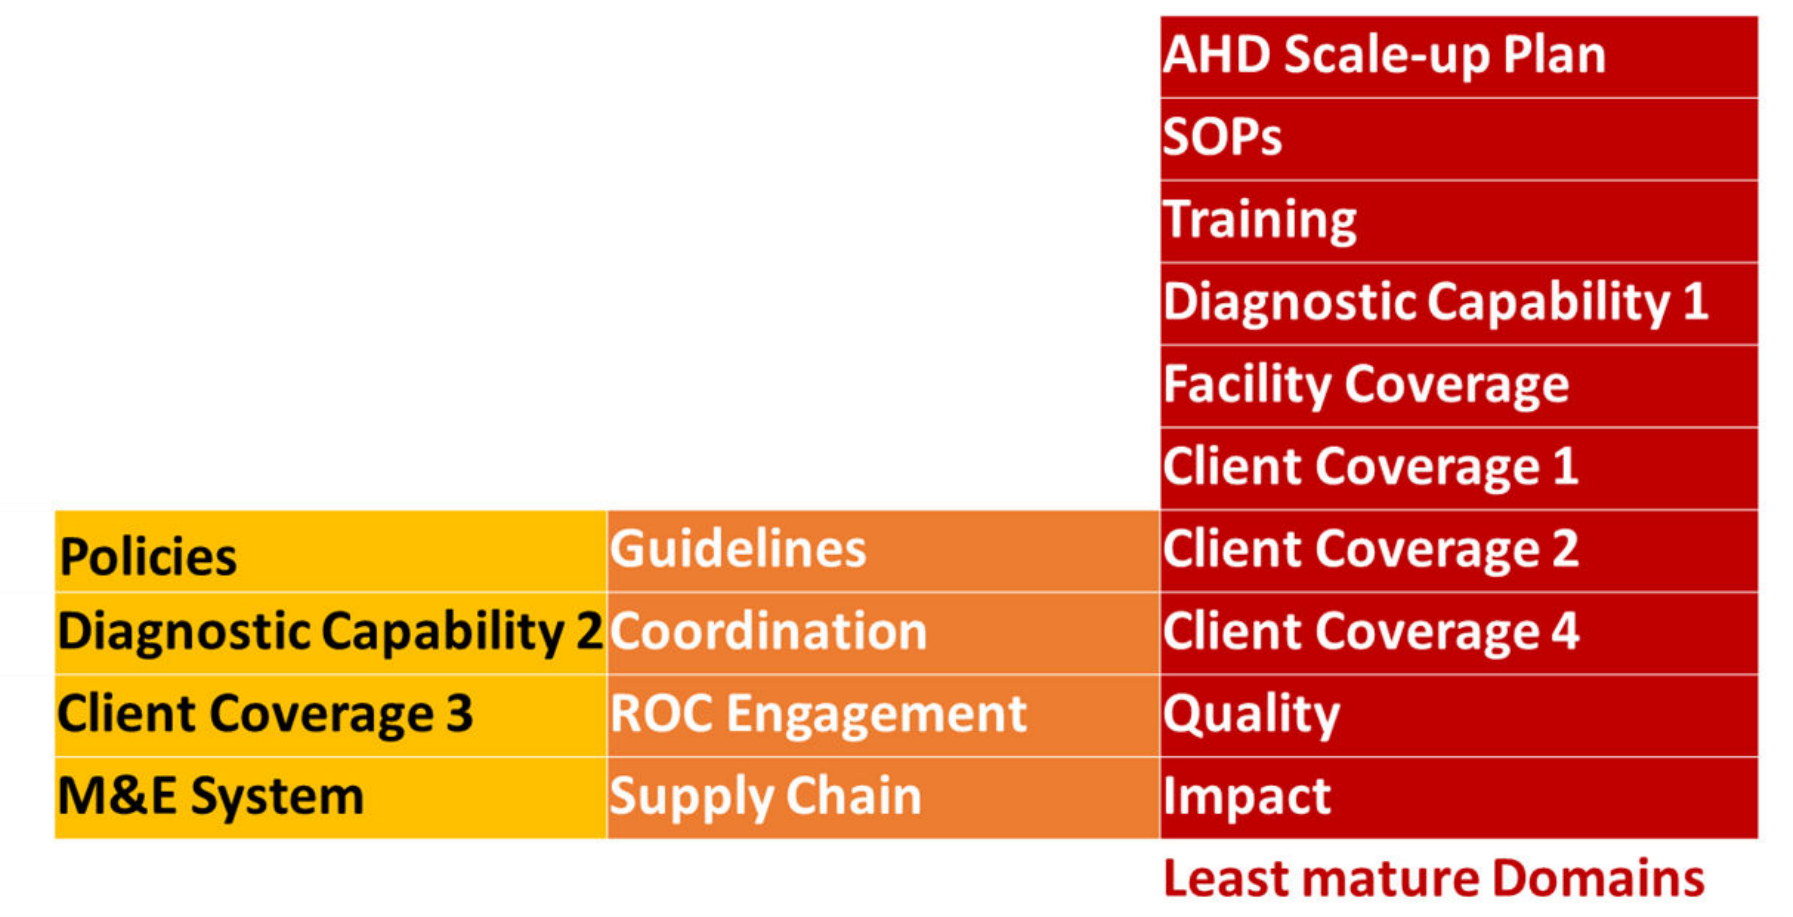 AHD Scale-up Plan
SOPs
Training
Diagnostic Capability 1
Facility Coverage
Client Coverage 1
Policies Guidelines Client Coverage 2
Diagnostic Capability 2 Coordination Client Coverage 4
Client Coverage 3 ROC Engagement Quality
M&E System Supply Chain Impact
Least mature Domains